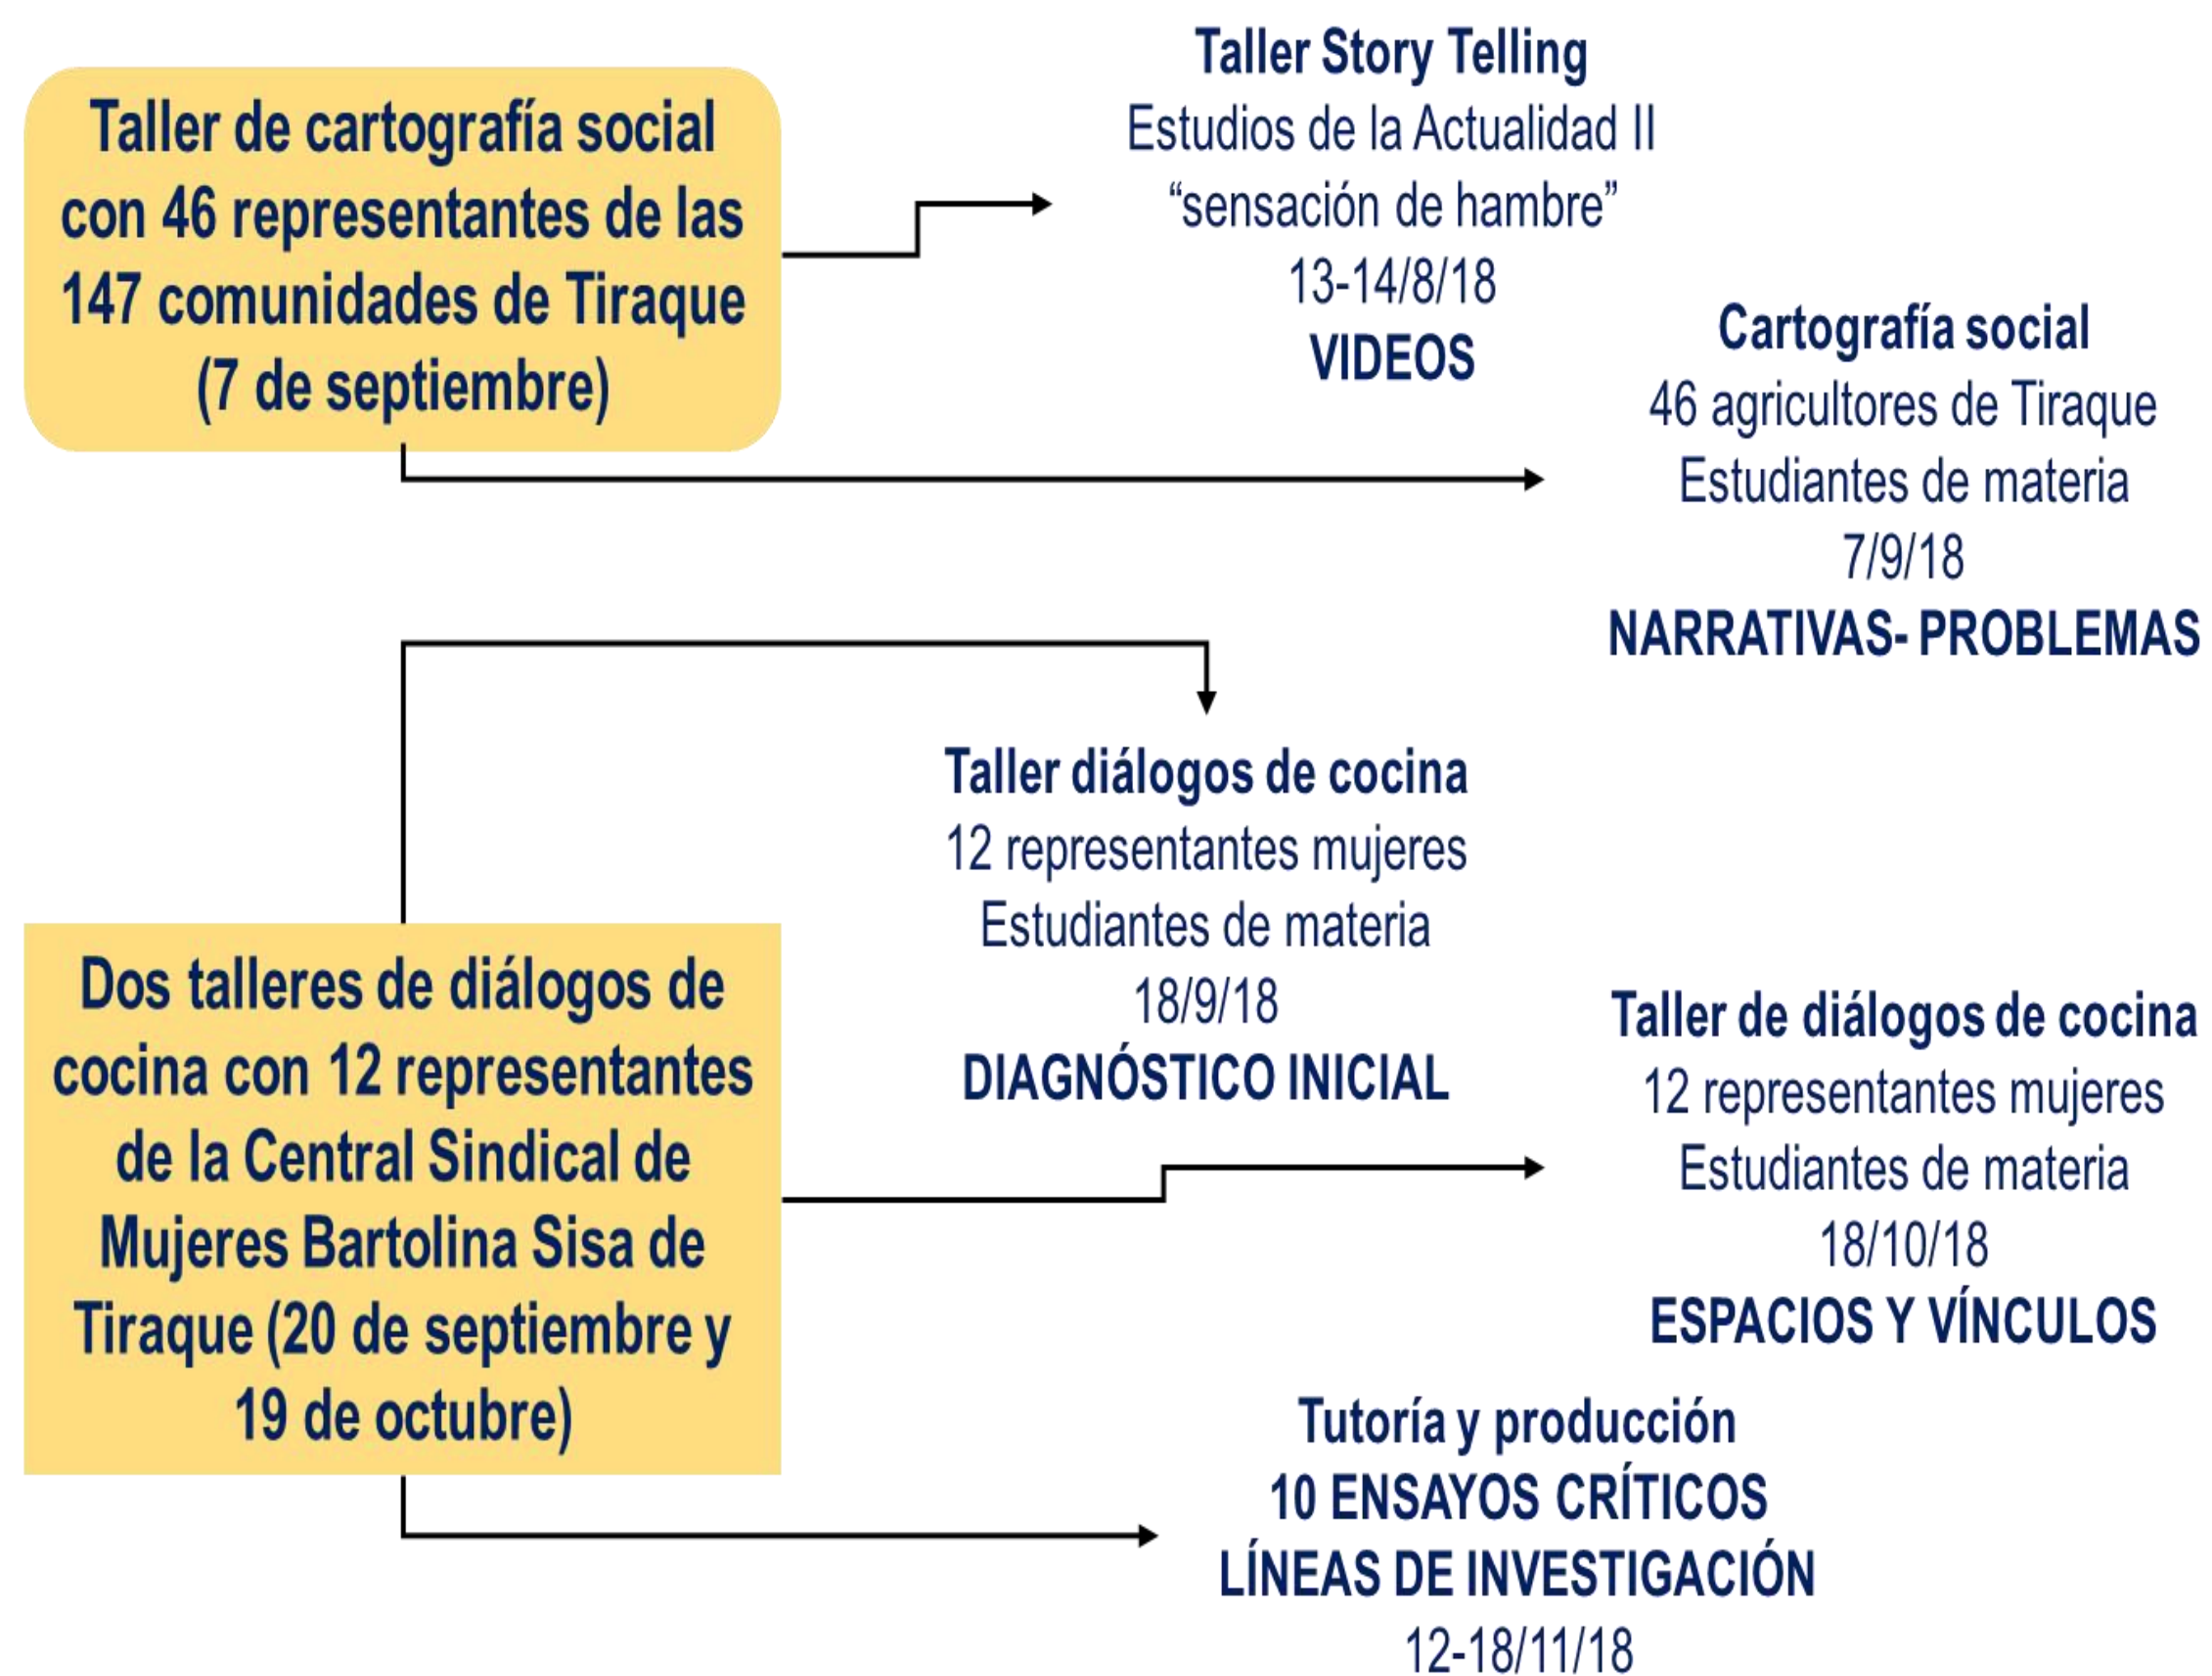 Taller de cartografía social
con 46 representantes de las
147 comunidades de Tiraque
(7 de septiembre)
Taller Story Telling
Estudios de la Actualidad II
“sensación de hambre”
13-14/8/18
VIDEOS
Cartografía social
46 agricultores de Tiraque
Estudiantes de materia
7/9/18
NARRATIVAS- PROBLEMAS
Dos talleres de diálogos de
cocina con 12 representantes
de la Central Sindical de
Mujeres Bartolina Sisa de
Tiraque (20 de septiembre y
19 de octubre)
Taller diálogos de cocina
12 representantes mujeres
Estudiantes de materia
18/9/18
DIAGNÓSTICO INICIAL
Taller de diálogos de cocina
12 representantes mujeres
Estudiantes de materia
18/10/18
ESPACIOS Y VÍNCULOS
Tutoría y producción
10 ENSAYOS CRÍTICOS
LÍNEAS DE INVESTIGACIÓN
12-18/11/18